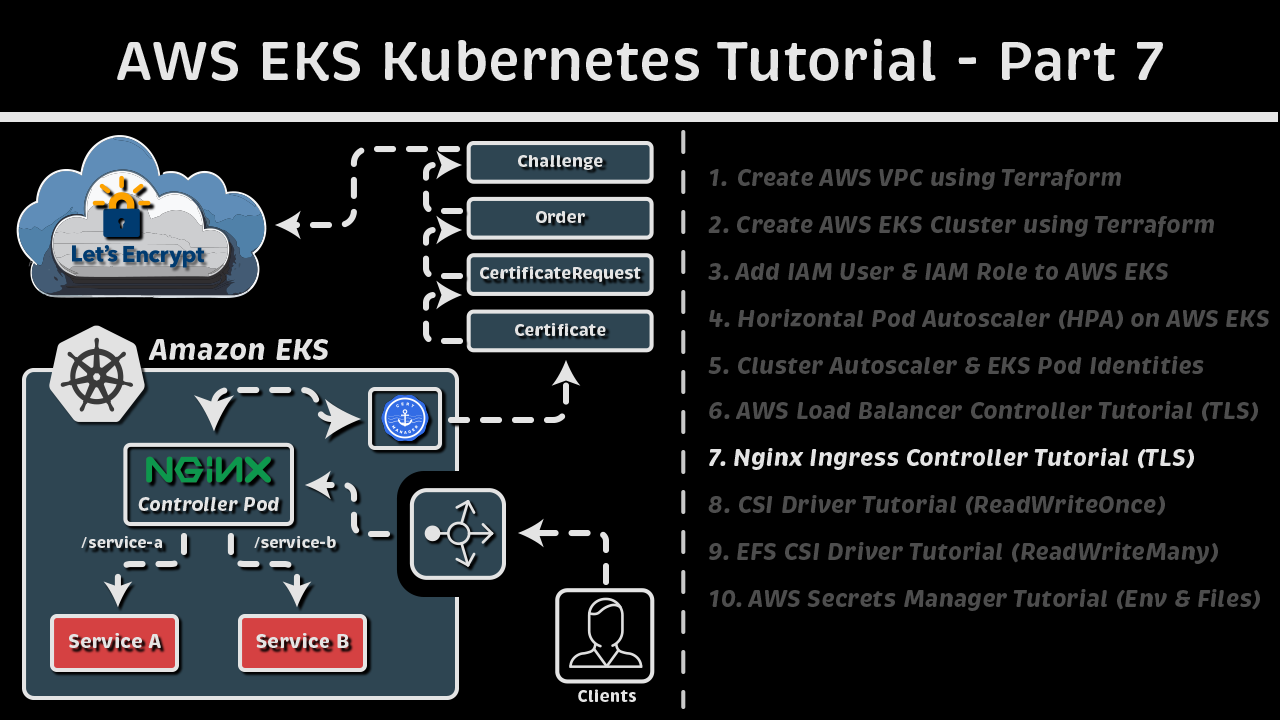 AWS EKS Kubernetes Tutorial - Part 7
Let's Encrypt
Challenge
Order
CertificateRequest
Certificate
Amazon EKS
CERT
MANAGER
NGINX
Controller Pod
/service-a
/service-b
Service A
Service B
Clients
1. Create AWS VPC using Terraform
2. Create AWS EKS Cluster using Terraform
3. Add IAM User & IAM Role to AWS EKS
4. Horizontal Pod Autoscaler (HPA) on AWS EKS
5. Cluster Autoscaler & EKS Pod Identities
6. AWS Load Balancer Controller Tutorial (TLS)
7. Nginx Ingress Controller Tutorial (TLS)
8. CSI Driver Tutorial (ReadWriteOnce)
9. EFS CSI Driver Tutorial (ReadWriteMany)
10. AWS Secrets Manager Tutorial (Env & Files)